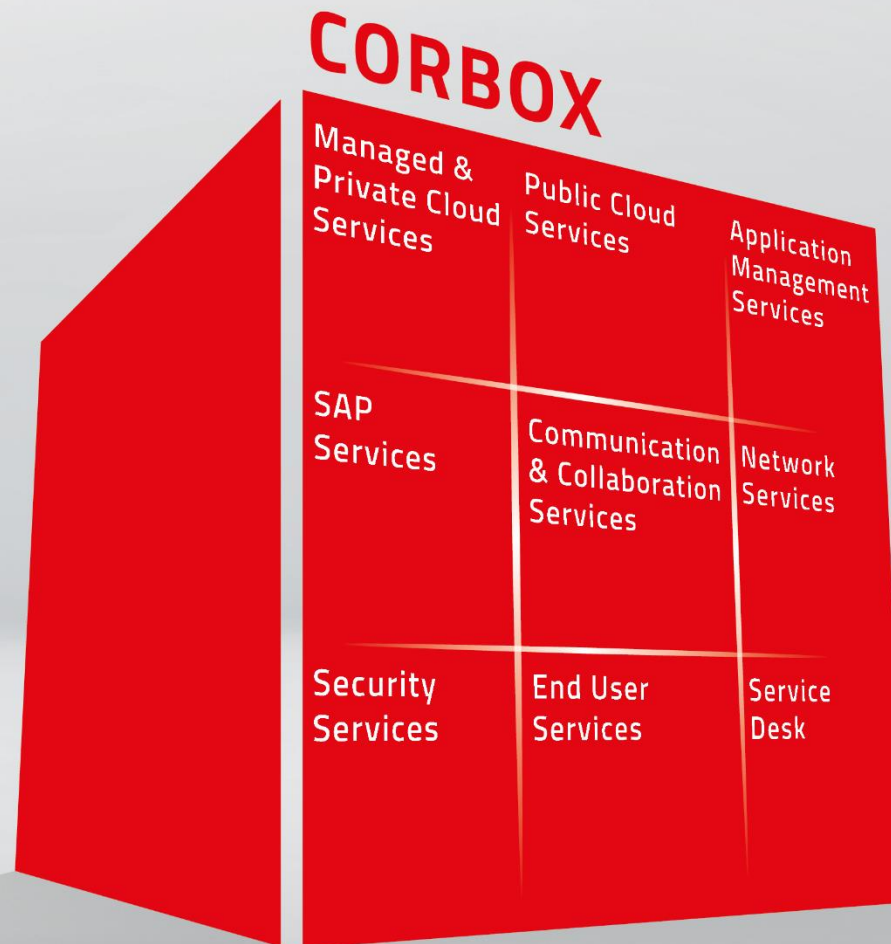 CORBOX
Managed &
Private Cloud
Services
Public Cloud
Services
Application
Management
Services
SAP
Services
Communication
& Collaboration
Services
Network
Services
Security
Services
End User
Services
Service
Desk